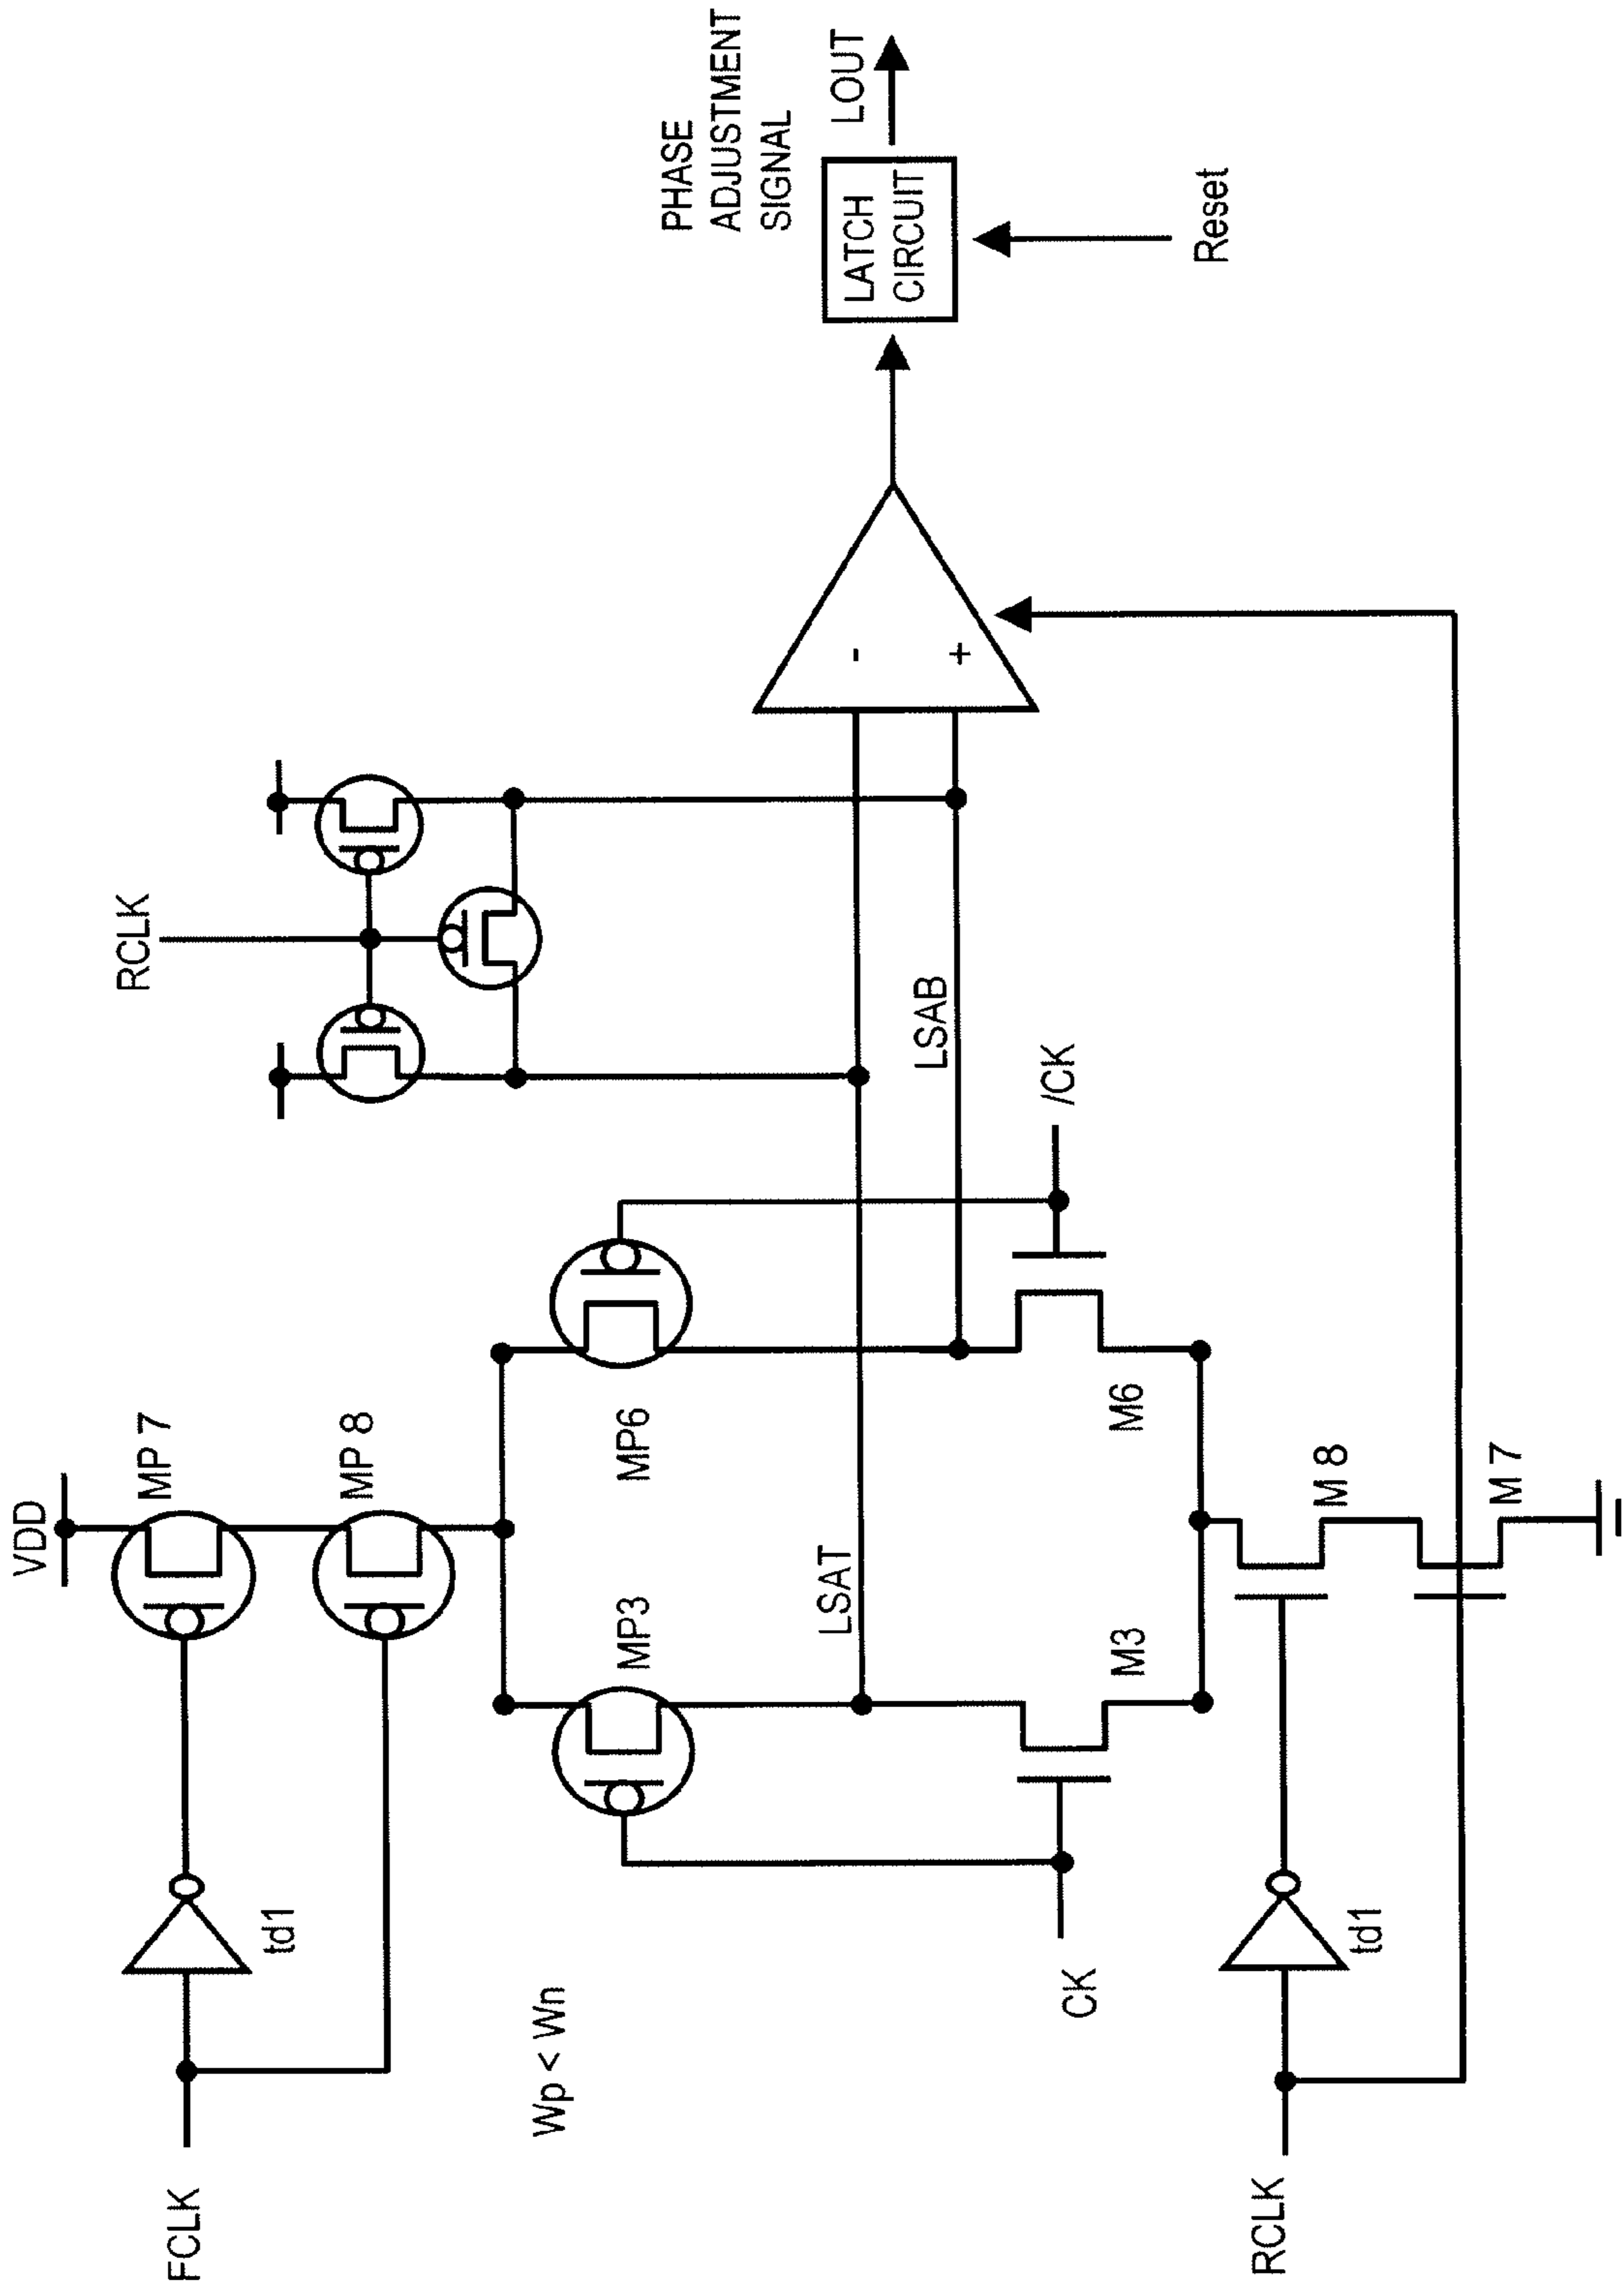 VDD
MP 7
MP 8
FCLK
td1
Wp < Wn
MP3
MP6
LSAT
LSAB
CK
/CK
M3
M6
M 8
M 7
RCLK
td1
RCLK
-
+
PHASE
ADJUSTMENT
SIGNAL
LATCH
CIRCUIT
LOUT
Reset